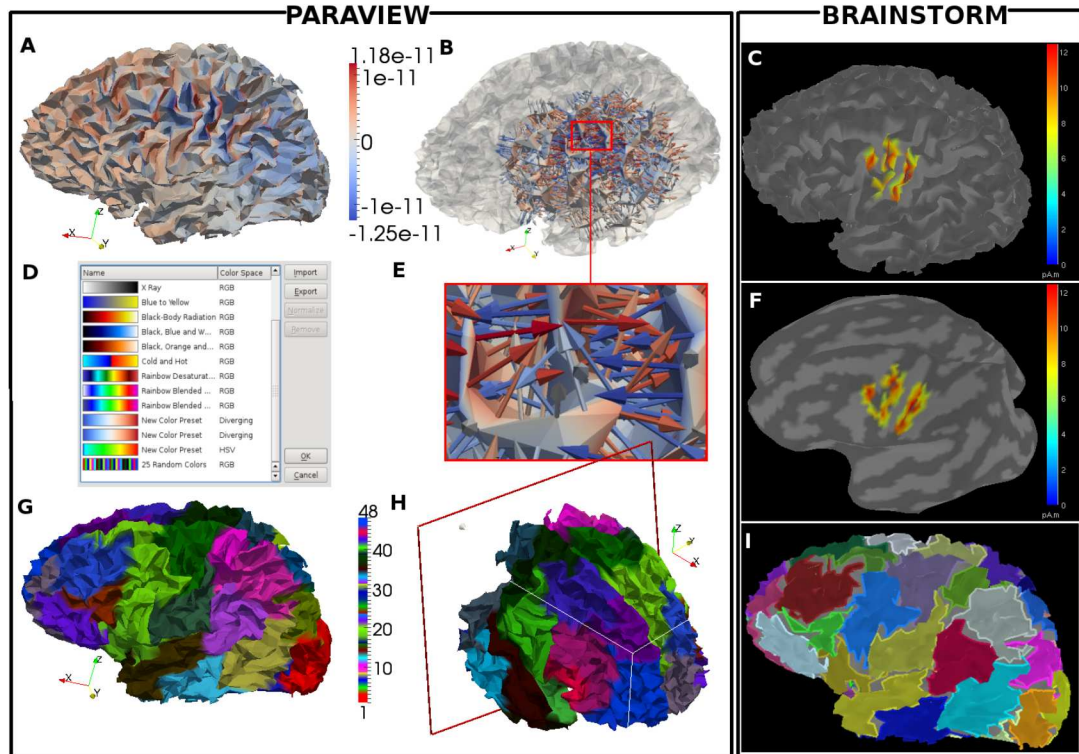 PARAVIEW
BRAINSTORM
A
1.18e-11
1e-11
0
-1e-11
-1.25e-11
B
C
12
10
8
6
4
2
0
pA.m
Z
X
Y
Z
X
Y
D
Name
Color Space
X Ray
RGB
Blue to Yellow
RGB
Black-Body Radiation
RGB
Black, Blue and W...
RGB
Black, Orange and...
RGB
Cold and Hot
RGB
Rainbow Desaturat...
RGB
Rainbow Blended ...
RGB
Rainbow Blended ...
RGB
New Color Preset
Diverging
New Color Preset
Diverging
New Color Preset
HSV
25 Random Colors
RGB
Import
Export
Normalize
Remove
OK
Cancel
E
F
12
10
8
6
4
2
0
pA.m
G
48
40
30
20
10
1
Z
X
Y
H
Z
Y
X
I